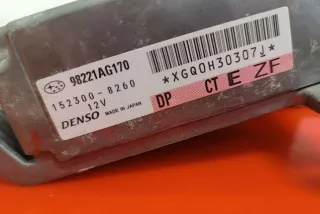 98221AG170
152300-8260
12V
DENSO MADE IN JAPAN
*XGQ0H30307J*
DP CT E ZF